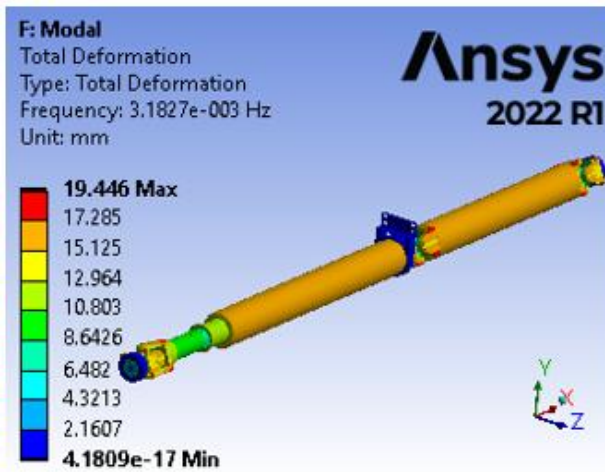 F: Modal
Total Deformation
Type: Total Deformation
Frequency: 3.1827e-003 Hz
Unit: mm
Ansys
2022 R1
19.446 Max
17.285
15.125
12.964
10.803
8.6426
6.482
4.3213
2.1607
4.1809e-17 Min
Y
X
Z